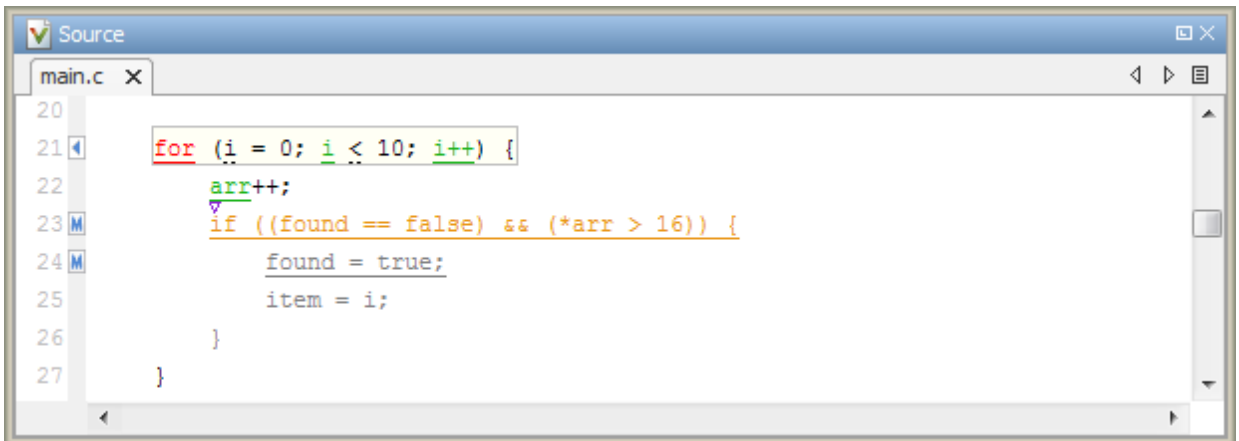 Source
main.c
20
21 for (i = 0; i < 10; i++) {
22 arr++;
23 M if ((found == false) && (*arr > 16)) {
24 M found = true;
25 item = i;
26 }
27 }